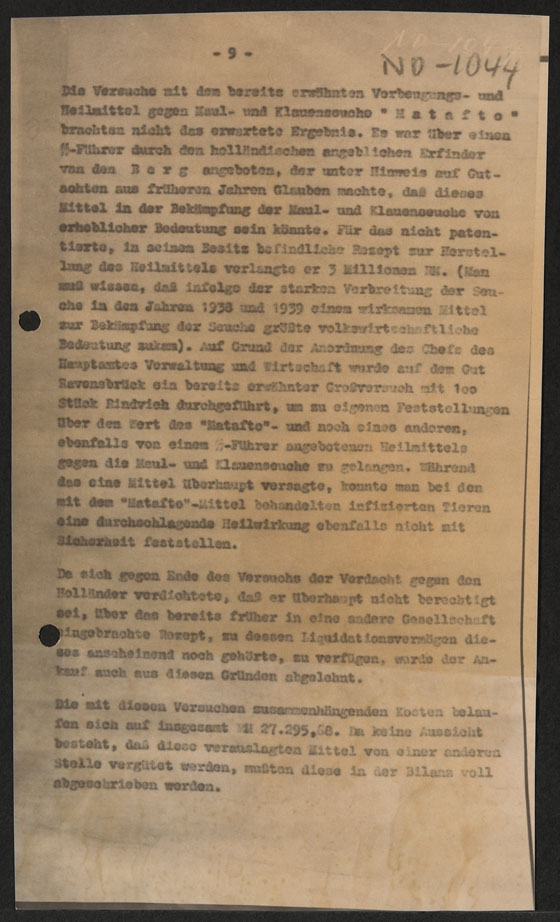 - 9 -
NO-1044
Die Versuche mit dem bereits erwähnten Vorbeugungs- und
Heilmittel gegen Maul- und Klauenseuche " M a t a f t o "
brachten nicht das erwartete Ergebnis. Es war über einen
SS-Führer durch den holländischen angeblichen Erfinder
van den B e r g angeboten, der unter Hinweis auf Gut-
achten aus früheren Jahren Glauben machte, daß dieses
Mittel in der Bekämpfung der Maul- und Klauenseuche von
erheblicher Bedeutung sein könnte. Für das nicht paten-
tierte, in seinem Besitz befindliche Rezept zur Herstel-
lung des Heilmittels verlangte er 3 Millionen RM. (Man
muß wissen, daß infolge der starken Verbreitung der Seu-
che in den Jahren 1938 und 1939 einem wirksamen Mittel
zur Bekämpfung der Seuche größte volkswirtschaftliche
Bedeutung zukam). Auf Grund der Anordnung des Chefs des
Hauptamtes Verwaltung und Wirtschaft wurde auf dem Gut
Ravensbrück ein bereits erwähnter Großversuch mit 1oo
Stück Rindvieh durchgeführt, um zu eigenen Feststellungen
über den Wert des "Matafto"- und noch eines anderen,
ebenfalls von einem SS-Führer angebotenen Heilmittels
gegen die Maul- und Klauenseuche zu gelangen. Während
das eine Mittel überhaupt versagte, konnte man bei den
mit dem "Matafto"-Mittel behandelten infizierten Tieren
eine durchschlagende Heilwirkung ebenfalls nicht mit
Sicherheit feststellen.
Da sich gegen Ende des Versuchs der Verdacht gegen den
Holländer verdichtete, daß er überhaupt nicht berechtigt
sei, über das bereits früher in eine andere Gesellschaft
eingebrachte Rezept, zu dessen Liquidationsvermögen die-
ses anscheinend noch gehörte, zu verfügen, wurde der An-
kauf auch aus diesen Gründen abgelehnt.
Die mit diesen Versuchen zusammenhängenden Kosten belau-
fen sich auf insgesamt RM 27.295,68. Da keine Aussicht
besteht, daß diese verauslagten Mittel von einer anderen
Stelle vergütet werden, mußten diese in der Bilanz voll
abgeschrieben werden.